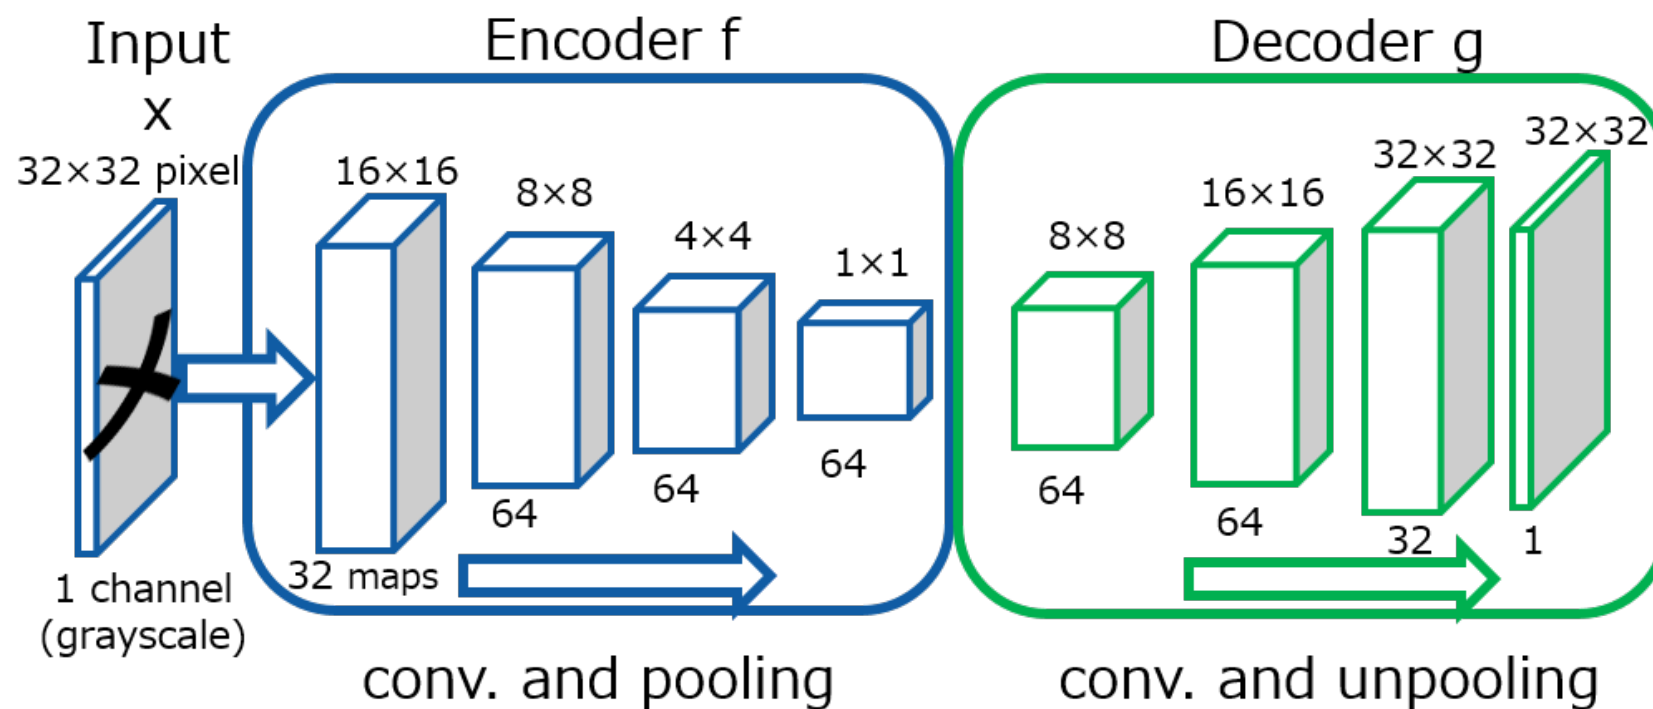 Input
x
32×32 pixel
1 channel
(grayscale)
Encoder f
16×16
32 maps
8×8
64
4×4
64
1×1
64
conv. and pooling
Decoder g
8×8
64
16×16
64
32×32
32
32×32
1
conv. and unpooling